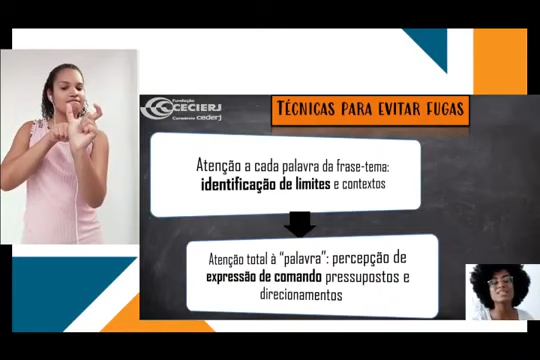 Fundação
CECIERJ
Consórcio cederj
TÉCNICAS PARA EVITAR FUGAS
Atenção a cada palavra da frase-tema:
identificação de limites e contextos
Atenção total à "palavra": percepção de
expressão de comando pressupostos e
direcionamentos